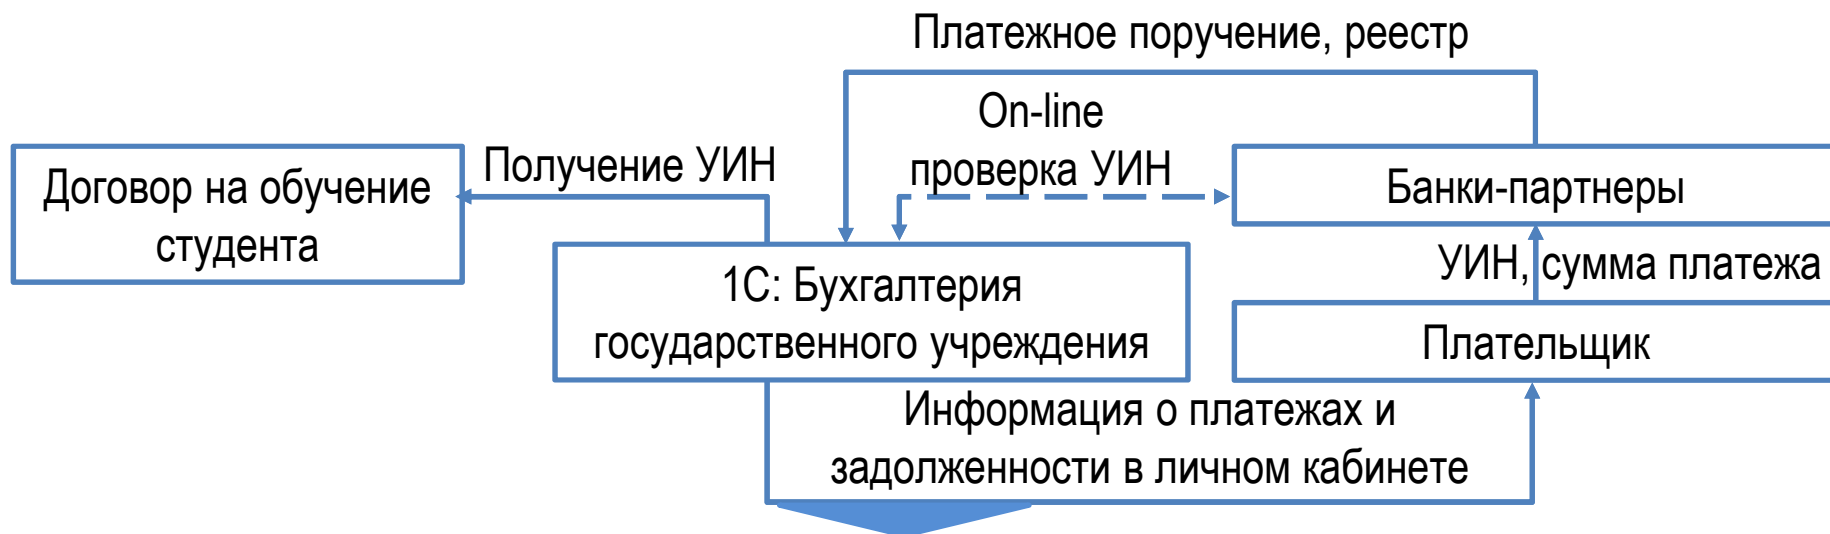 Платежное поручение, реестр
On-line
проверка УИН
Получение УИН
Договор на обучение
студента
Банки-партнеры
УИН, сумма платежа
1С: Бухгалтерия
государственного учреждения
Плательщик
Информация о платежах и
задолженности в личном кабинете